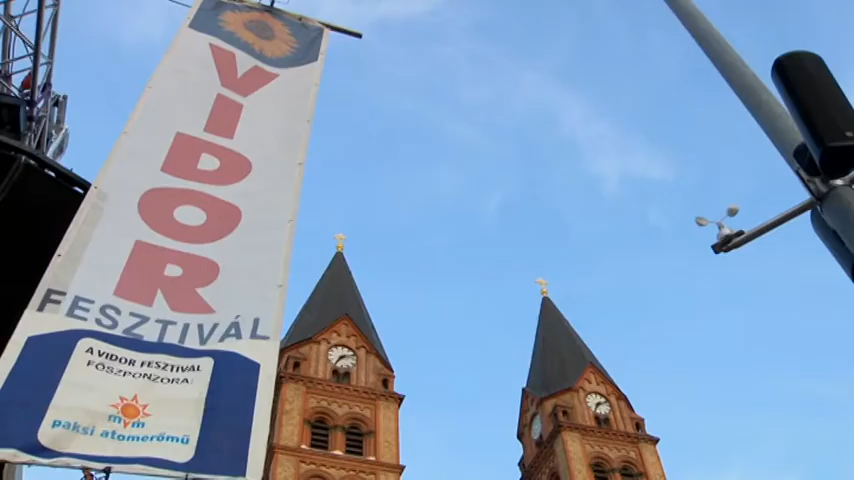 VIDOR
FESZTIVÁL
A VIDOR FESZTIVÁL
FŐSZPONZORA:
mvm
paksi atomerőmű